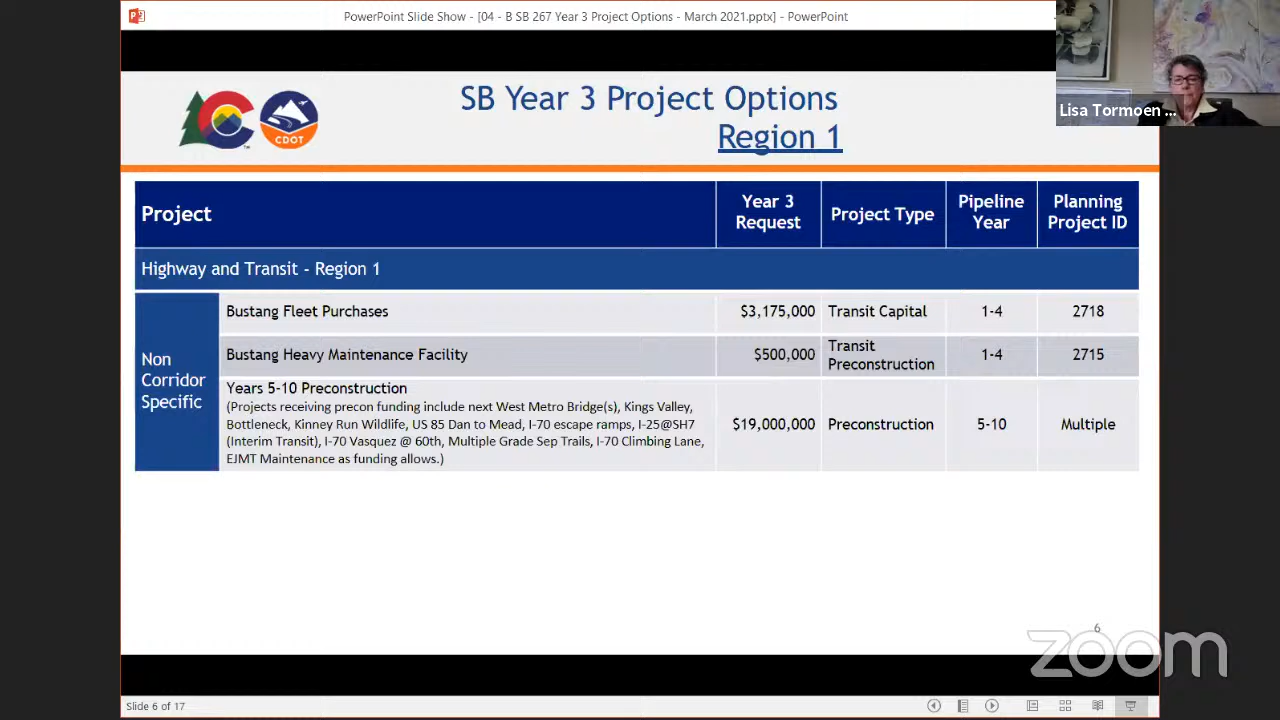 PowerPoint Slide Show - [04 - B SB 267 Year 3 Project Options - March 2021.pptx] - PowerPoint
Lisa Tormoen ...
CDOT
SB Year 3 Project Options
Region 1
Project
Year 3
Request
Project Type
Pipeline
Year
Planning
Project ID
Highway and Transit - Region 1
Non
Corridor
Specific
Bustang Fleet Purchases
$3,175,000
Transit Capital
1-4
2718
Bustang Heavy Maintenance Facility
$500,000
Transit
Preconstruction
1-4
2715
Years 5-10 Preconstruction
(Projects receiving precon funding include next West Metro Bridge(s), Kings Valley,
Bottleneck, Kinney Run Wildlife, US 85 Dan to Mead, I-70 escape ramps, I-25@SH7
(Interim Transit), I-70 Vasquez @ 60th, Multiple Grade Sep Trails, I-70 Climbing Lane,
EJMT Maintenance as funding allows.)
$19,000,000
Preconstruction
5-10
Multiple
6
zoom
Slide 6 of 17